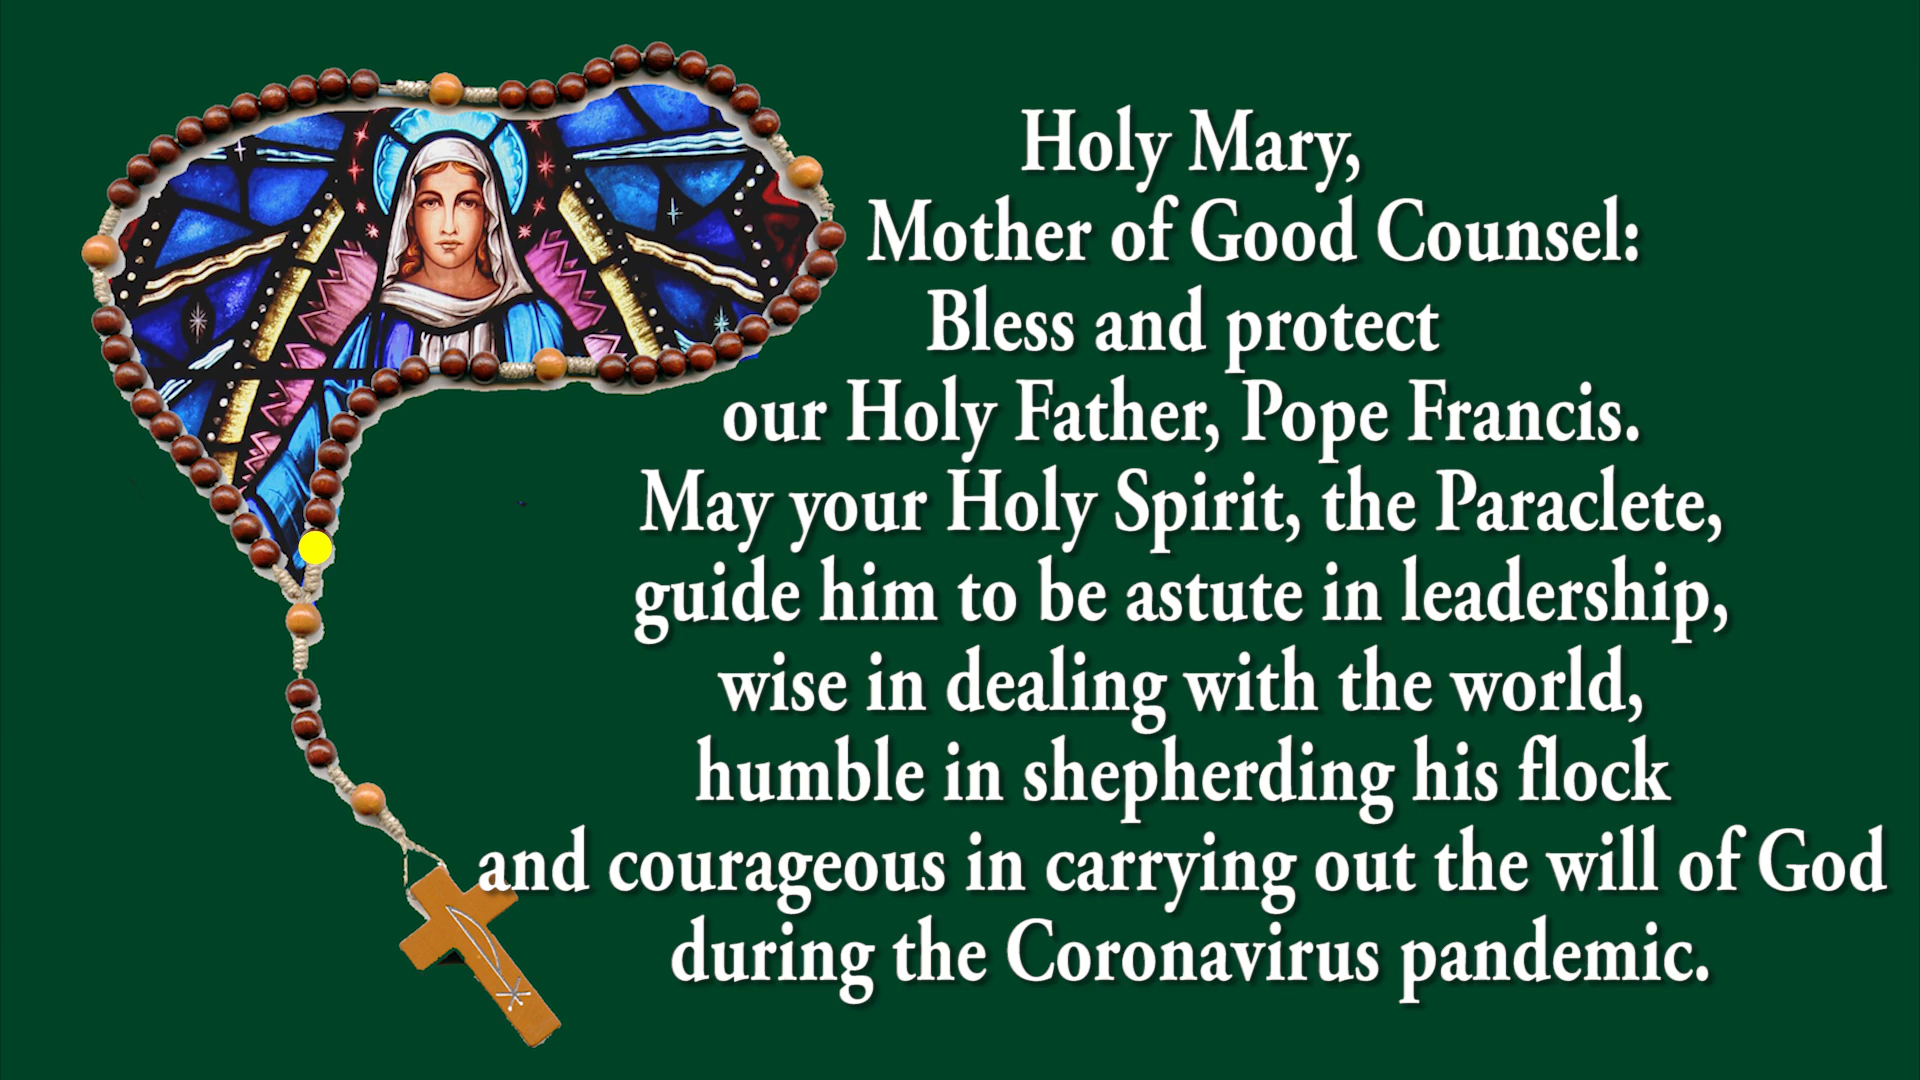 Holy Mary,
Mother of Good Counsel:
Bless and protect
our Holy Father, Pope Francis.
May your Holy Spirit, the Paraclete,
guide him to be astute in leadership,
wise in dealing with the world,
humble in shepherding his flock
and courageous in carrying out the will of God
during the Coronavirus pandemic.